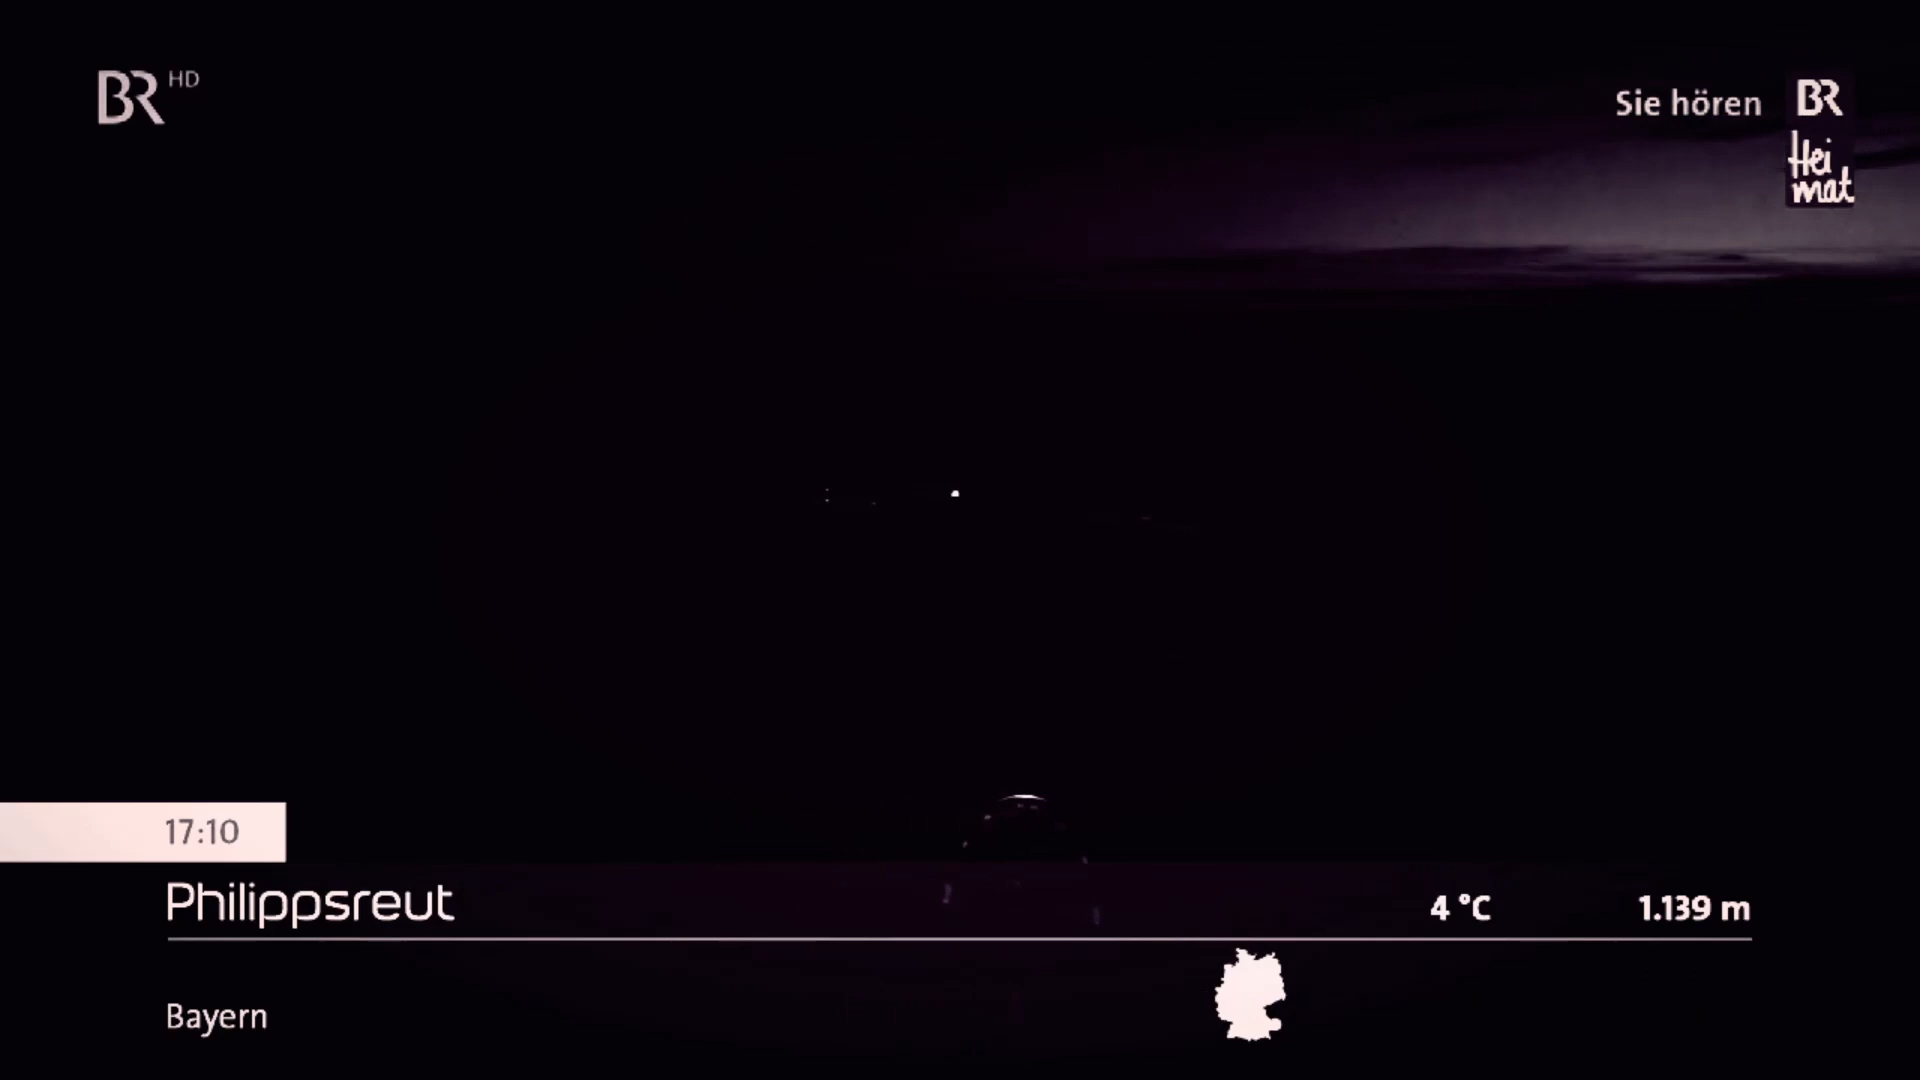 BR HD
Sie hören BR
Hei
mat
17:10
Philippsreut 4 °C 1.139 m
Bayern